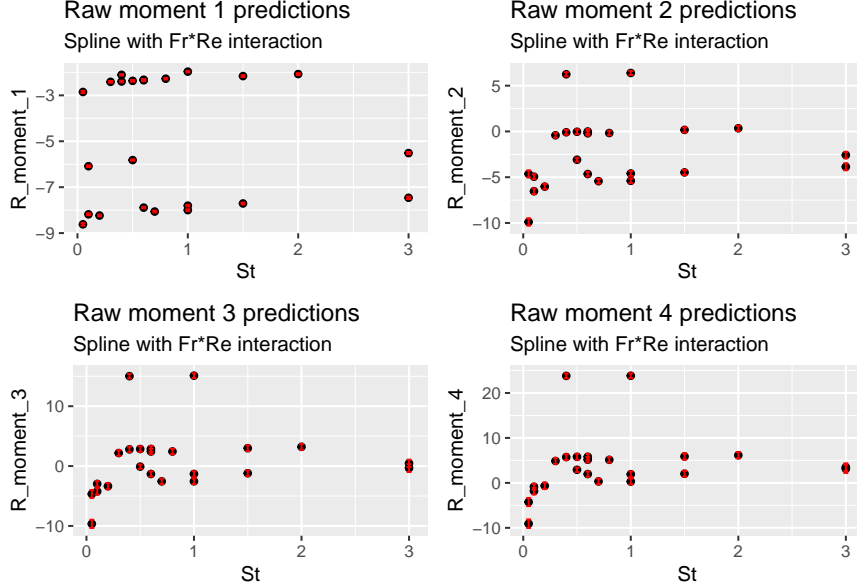 Raw moment 1 predictions
Spline with Fr*Re interaction
R_moment_1
−3
−5
−7
−9
0
1
2
3
St
Raw moment 2 predictions
Spline with Fr*Re interaction
R_moment_2
5
0
−5
−10
0
1
2
3
St
Raw moment 3 predictions
Spline with Fr*Re interaction
R_moment_3
10
0
−10
0
1
2
3
St
Raw moment 4 predictions
Spline with Fr*Re interaction
R_moment_4
20
10
0
−10
0
1
2
3
St